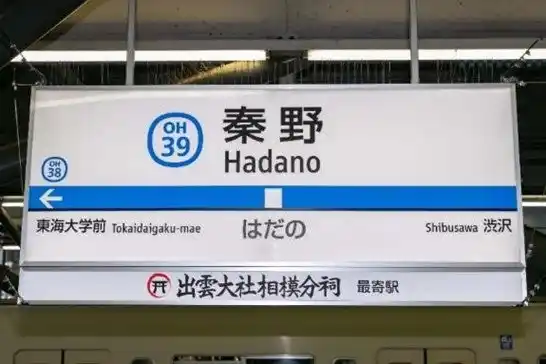 OH
39
秦野
Hadano
OH
38
東海大学前 Tokaidaigaku-mae
はだの
Shibusawa 渋沢
出雲大社相模分祠 最寄駅